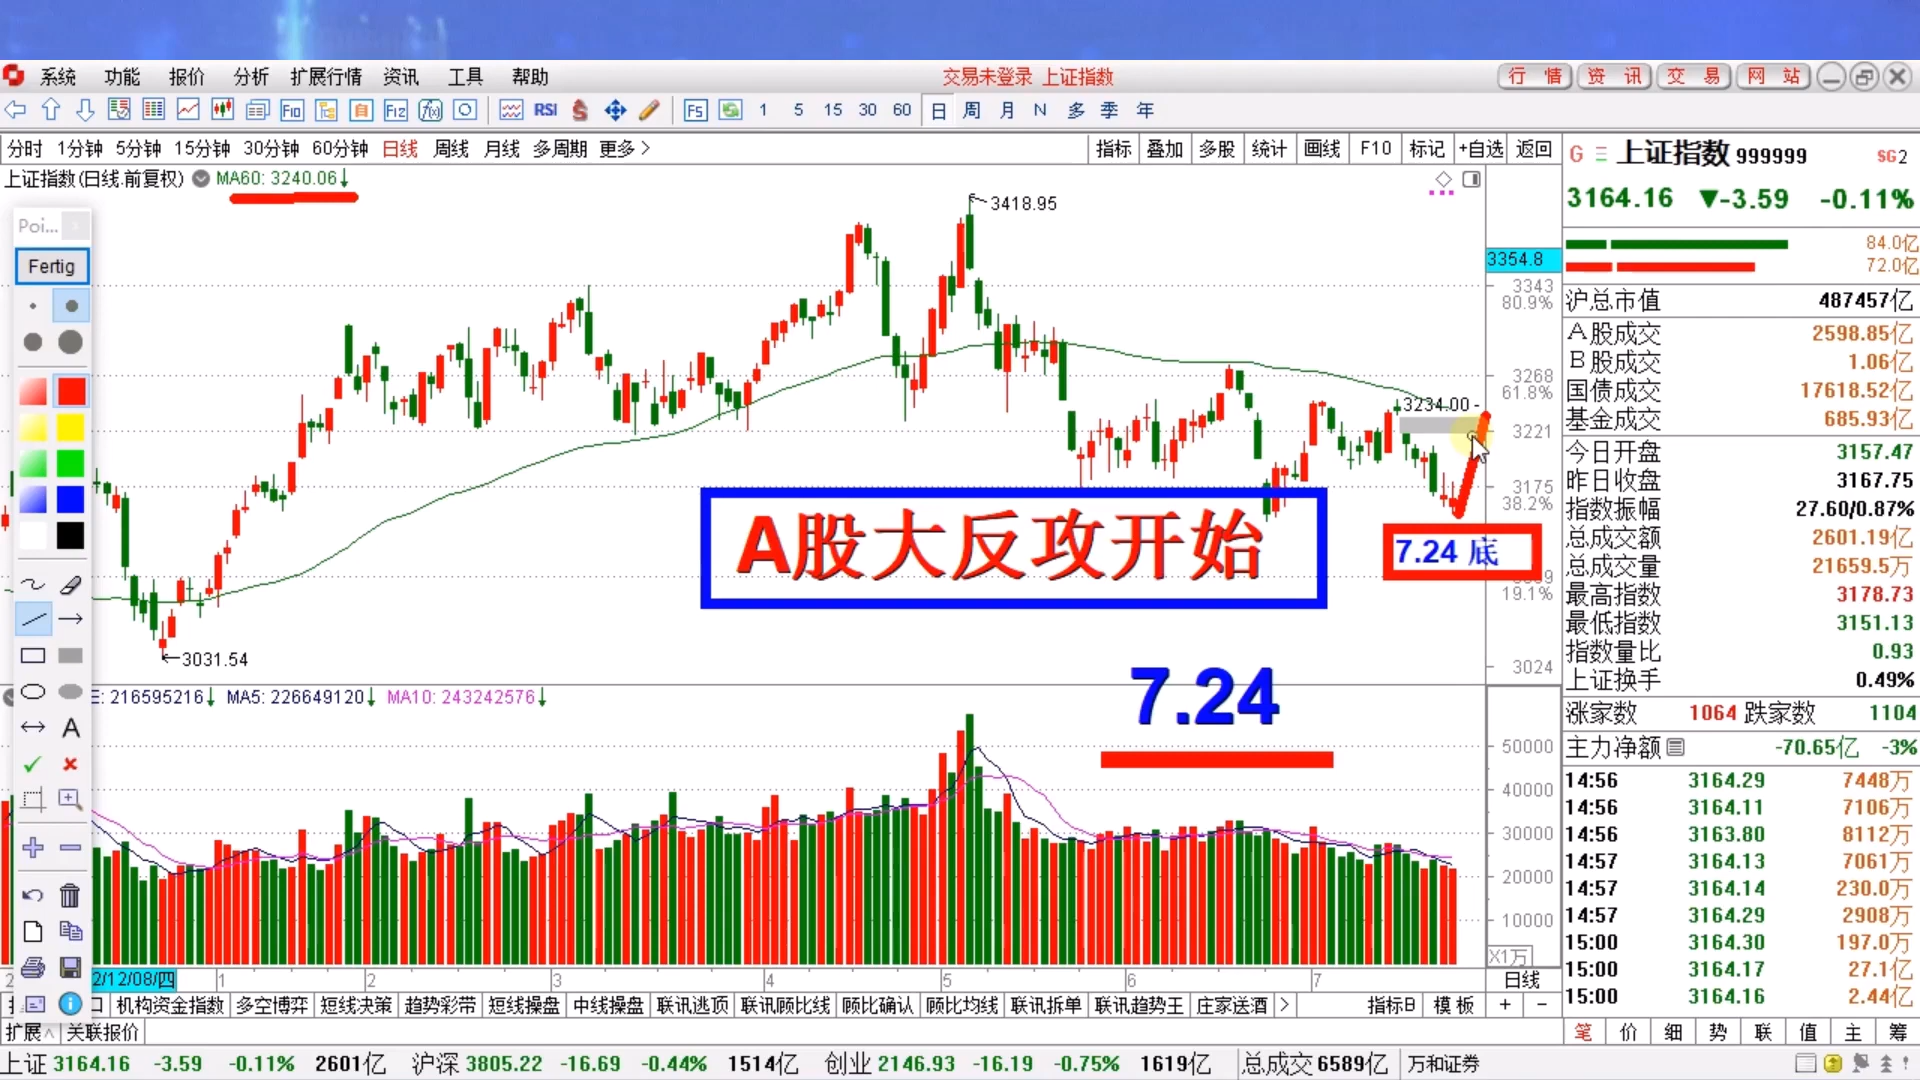 系统 功能 报价 分析 扩展行情 资讯 工具 帮助 交易未登录 上证指数 行情 资讯 交易 网站
F10 F12 f(x) RSI $ F5 1 5 15 30 60 日 周 月 N 多 季 年
分时 1分钟 5分钟 15分钟 30分钟 60分钟 日线 周线 月线 多周期 更多 指标 叠加 多股 统计 画线 F10 标记 +自选 返回
上证指数(日线.前复权) MA60: 3240.06↓
3418.95
3354.8
3343
80.9%
3268
61.8%
3234.00
3221
3175
38.2%
19.1%
3024
3031.54
Poi...
Fertig
A
A股大反攻开始
7.24 底
7.24
E: 216595216↓ MA5: 226649120↓ MA10: 243242576↓
50000
40000
30000
20000
10000
X1万
2/12/08/四 1 2 3 4 5 6 7 日线
机构资金指数 多空博弈 短线决策 趋势彩带 短线操盘 中线操盘 联讯逃顶 联讯顾比线 顾比确认 顾比均线 联讯拆单 联讯趋势王 庄家送酒 > 指标B 模板 + -
扩展∧ 关联报价
G 上证指数 999999 SG2
3164.16 ▼-3.59 -0.11%
84.0亿
72.0亿
沪总市值 487457亿
A股成交 2598.85亿
B股成交 1.06亿
国债成交 17618.52亿
基金成交 685.93亿
今日开盘 3157.47
昨日收盘 3167.75
指数振幅 27.60/0.87%
总成交额 2601.19亿
总成交量 21659.5万
最高指数 3178.73
最低指数 3151.13
指数量比 0.93
上证换手 0.49%
涨家数 1064 跌家数 1104
主力净额 -70.65亿 -3%
14:56 3164.29 7448万
14:56 3164.11 7106万
14:56 3163.80 8112万
14:57 3164.13 7061万
14:57 3164.14 230.0万
14:57 3164.29 2908万
15:00 3164.30 197.0万
15:00 3164.17 27.1亿
15:00 3164.16 2.44亿
笔 价 细 势 联 值 主 筹
上证 3164.16 -3.59 -0.11% 2601亿 沪深 3805.22 -16.69 -0.44% 1514亿 创业 2146.93 -16.19 -0.75% 1619亿 总成交 6589亿 万和证券